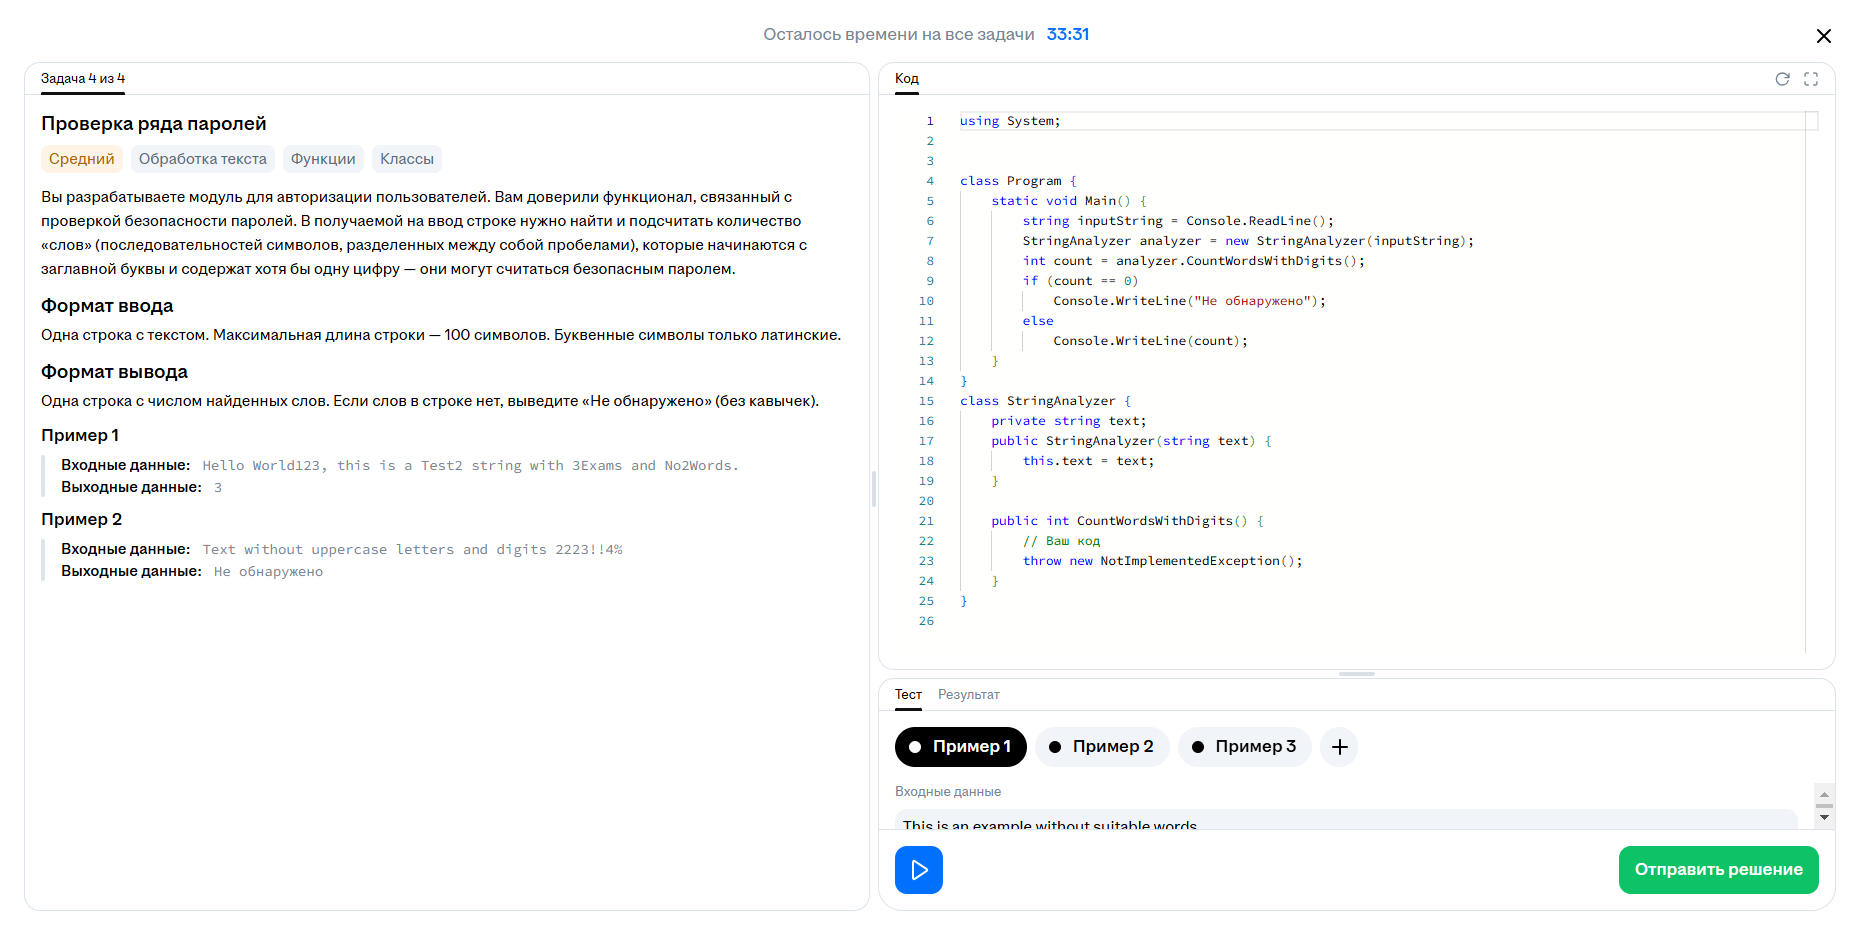 Осталось времени на все задачи 33:31
Задача 4 из 4
Проверка ряда паролей
Средний Обработка текста Функции Классы
Вы разрабатываете модуль для авторизации пользователей. Вам доверили функционал, связанный с
проверкой безопасности паролей. В получаемой на ввод строке нужно найти и подсчитать количество
«слов» (последовательностей символов, разделенных между собой пробелами), которые начинаются с
заглавной буквы и содержат хотя бы одну цифру — они могут считаться безопасным паролем.
Формат ввода
Одна строка с текстом. Максимальная длина строки — 100 символов. Буквенные символы только латинские.
Формат вывода
Одна строка с числом найденных слов. Если слов в строке нет, выведите «Не обнаружено» (без кавычек).
Пример 1
Входные данные: Hello World123, this is a Test2 string with 3Exams and No2Words.
Выходные данные: 3
Пример 2
Входные данные: Text without uppercase letters and digits 2223!!4%
Выходные данные: Не обнаружено
Код
1 using System;
2
3
4 class Program {
5 static void Main() {
6 string inputString = Console.ReadLine();
7 StringAnalyzer analyzer = new StringAnalyzer(inputString);
8 int count = analyzer.CountWordsWithDigits();
9 if (count == 0)
10 Console.WriteLine("Не обнаружено");
11 else
12 Console.WriteLine(count);
13 }
14 }
15 class StringAnalyzer {
16 private string text;
17 public StringAnalyzer(string text) {
18 this.text = text;
19 }
20
21 public int CountWordsWithDigits() {
22 // Ваш код
23 throw new NotImplementedException();
24 }
25 }
26
Тест Результат
Пример 1 Пример 2 Пример 3
Входные данные
This is an example without suitable words
Отправить решение